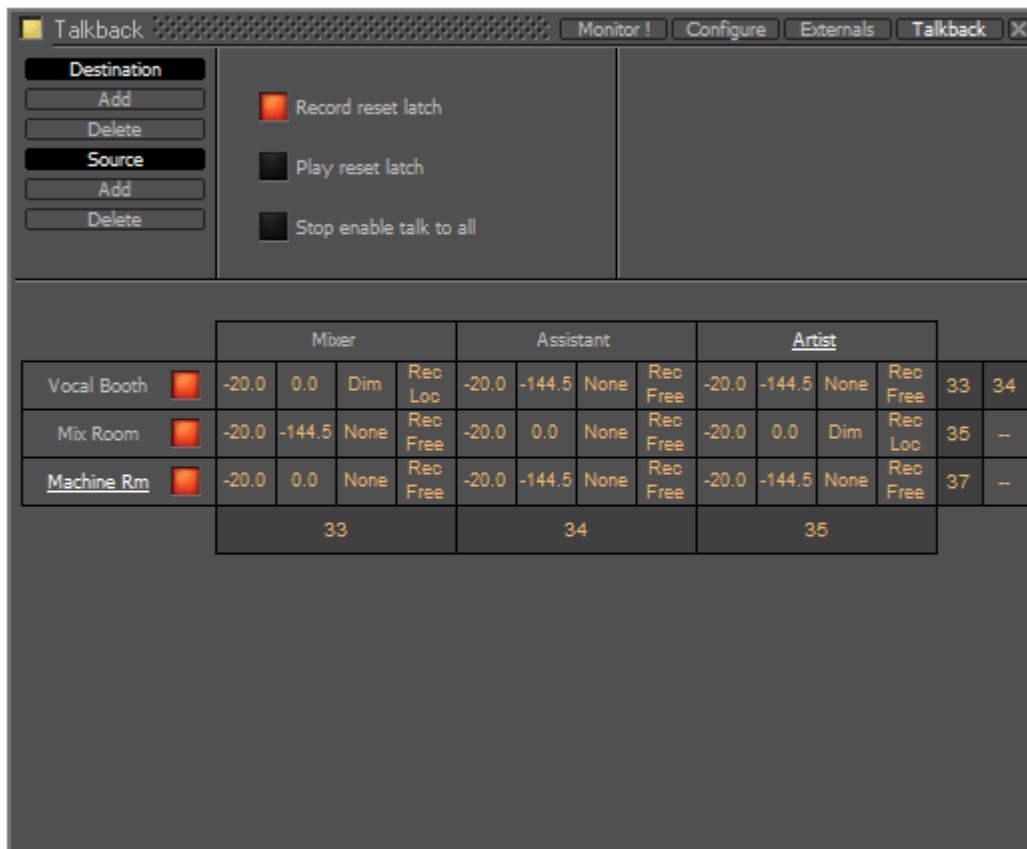 Talkback Monitor ! Configure Externals Talkback X
Destination
Add
Delete
Source
Add
Delete
Record reset latch
Play reset latch
Stop enable talk to all
Mixer Assistant Artist
Vocal Booth -20.0 0.0 Dim Rec Loc -20.0 -144.5 None Rec Free -20.0 -144.5 None Rec Free 33 34
Mix Room -20.0 -144.5 None Rec Free -20.0 0.0 None Rec Free -20.0 0.0 Dim Rec Loc 35 --
Machine Rm -20.0 0.0 None Rec Free -20.0 -144.5 None Rec Free -20.0 -144.5 None Rec Free 37 --
33 34 35